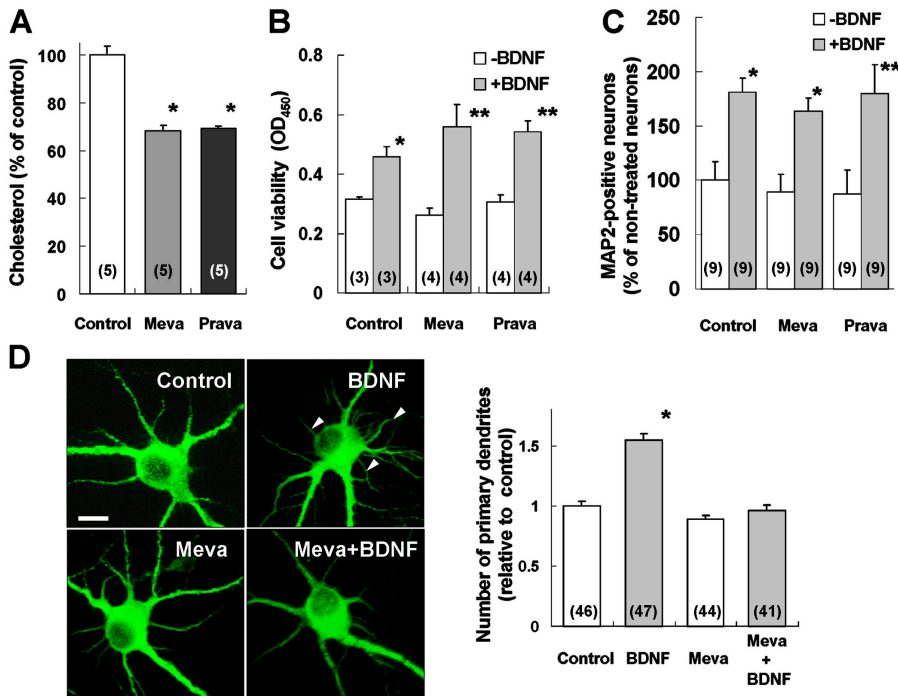 A
Cholesterol (% of control)
100
80
60
40
20
0
*
*
(5)
(5)
(5)
Control
Meva
Prava
B
-BDNF
+BDNF
Cell viability (OD450)
0.8
0.6
0.4
0.2
0
*
**
**
(3)
(3)
(4)
(4)
(4)
(4)
Control
Meva
Prava
C
-BDNF
+BDNF
MAP2-positive neurons
(% of non-treated neurons)
250
200
150
100
50
0
*
*
**
(9)
(9)
(9)
(9)
(9)
(9)
Control
Meva
Prava
D
Control
BDNF
Meva
Meva+BDNF
Number of primary dendrites
(relative to control)
1.5
1
0.5
0
*
(46)
(47)
(44)
(41)
Control
BDNF
Meva
Meva
+
BDNF